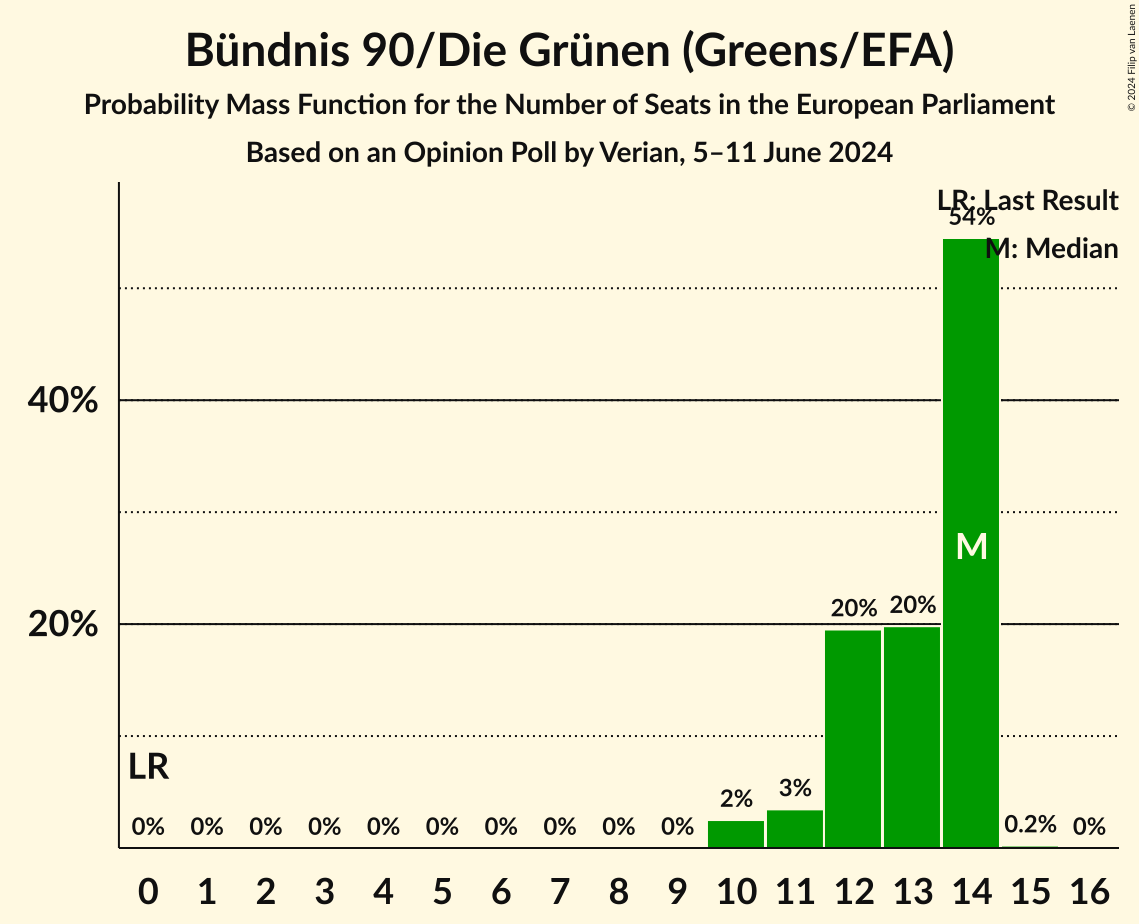 Bündnis 90/Die Grünen (Greens/EFA)
Probability Mass Function for the Number of Seats in the European Parliament
Based on an Opinion Poll by Verian, 5–11 June 2024
© 2024 Filip van Laenen
LR: Last Result
54%
M: Median
40%
M
20%
20% 20%
LR
0% 0% 0% 0% 0% 0% 0% 0% 0% 0% 2% 3% 0.2% 0%
0 1 2 3 4 5 6 7 8 9 10 11 12 13 14 15 16